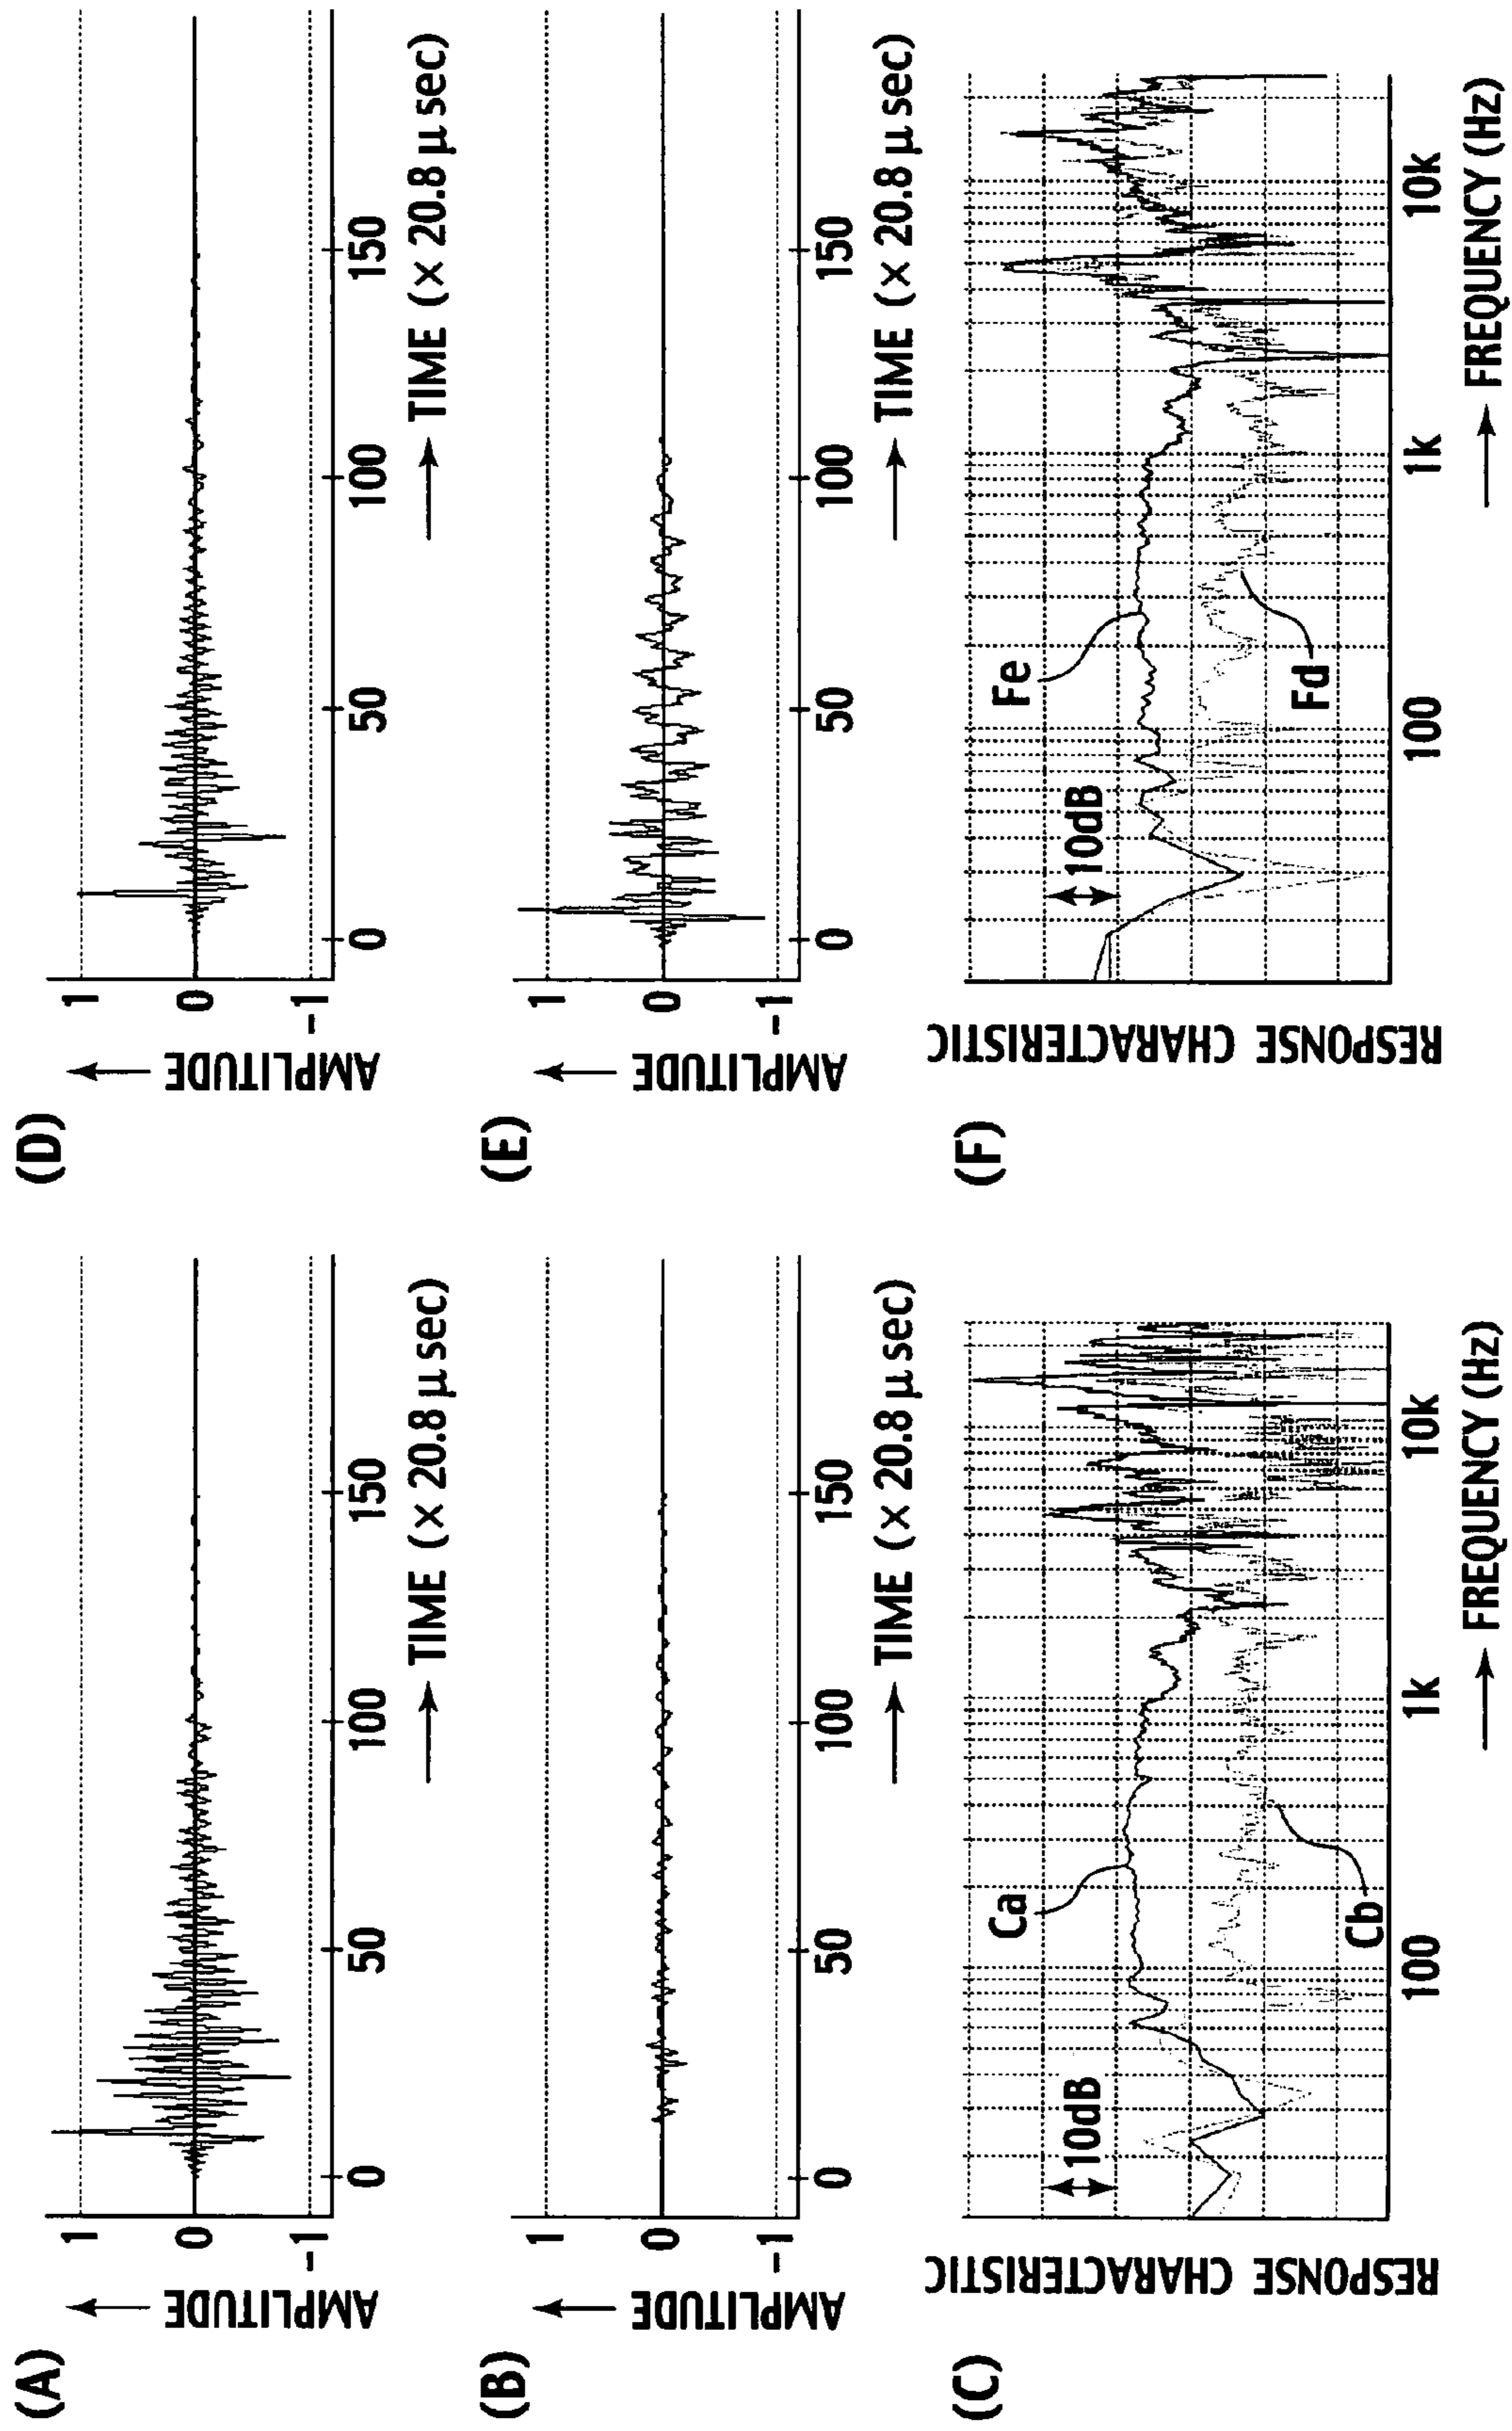 (A)
AMPLITUDE
1
0
-1
0
50
100
150
TIME (× 20.8 μ sec)
(B)
AMPLITUDE
1
0
-1
0
50
100
150
TIME (× 20.8 μ sec)
(C)
RESPONSE CHARACTERISTIC
10dB
Ca
Cb
100
1k
10k
FREQUENCY (Hz)
(D)
AMPLITUDE
1
0
-1
0
50
100
150
TIME (× 20.8 μ sec)
(E)
AMPLITUDE
1
0
-1
0
50
100
150
TIME (× 20.8 μ sec)
(F)
RESPONSE CHARACTERISTIC
10dB
Fe
Fd
100
1k
10k
FREQUENCY (Hz)